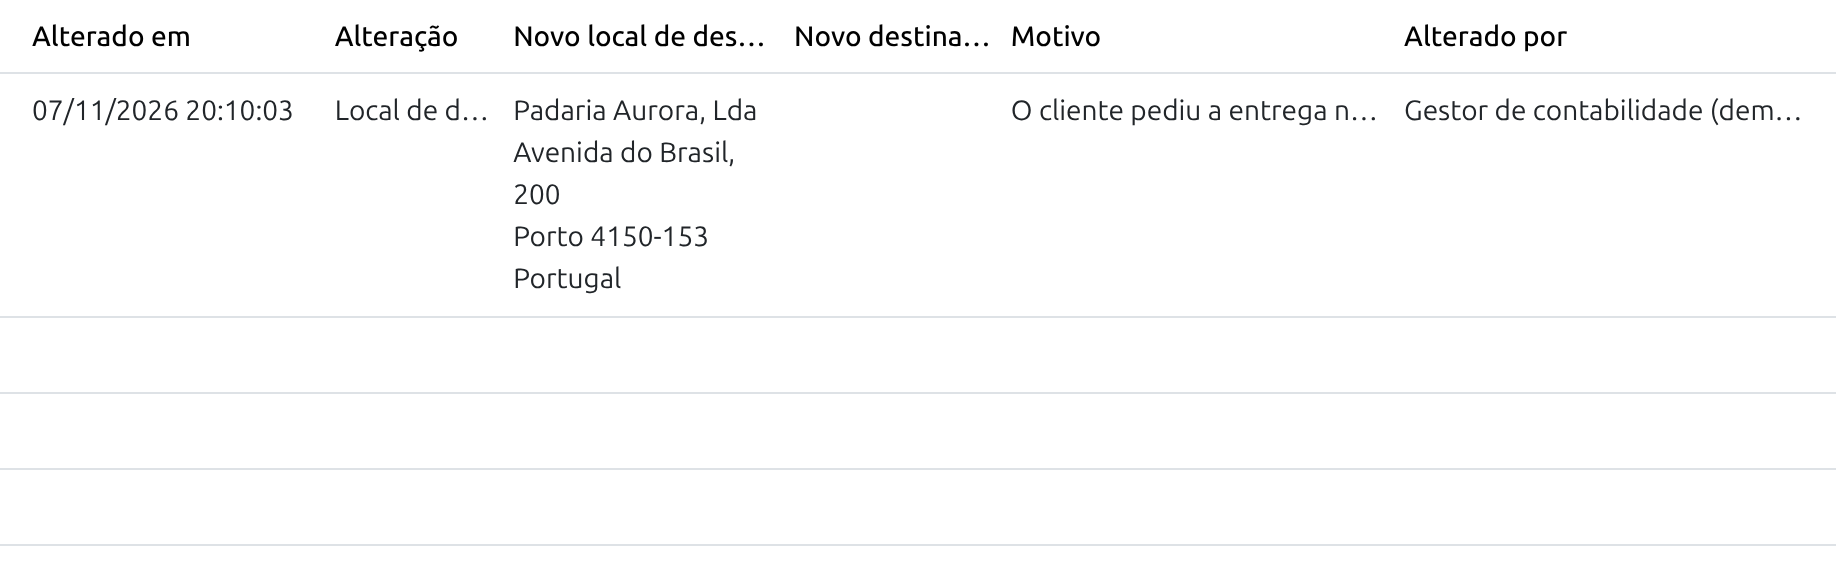 Alterado em Alteração Novo local de des… Novo destina… Motivo Alterado por
07/11/2026 20:10:03 Local de d… Padaria Aurora, Lda O cliente pediu a entrega n… Gestor de contabilidade (dem…
Avenida do Brasil,
200
Porto 4150-153
Portugal